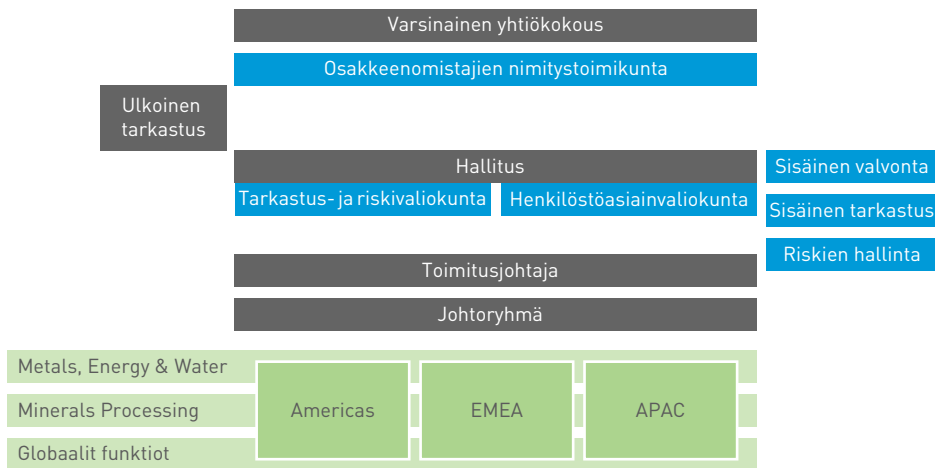 Varsinainen yhtiökokous
Osakkeenomistajien nimitystoimikunta
Ulkoinen
tarkastus
Hallitus
Sisäinen valvonta
Tarkastus- ja riskivaliokunta
Henkilöstöasiainvaliokunta
Sisäinen tarkastus
Riskien hallinta
Toimitusjohtaja
Johtoryhmä
Metals, Energy & Water
Minerals Processing
Americas
EMEA
APAC
Globaalit funktiot